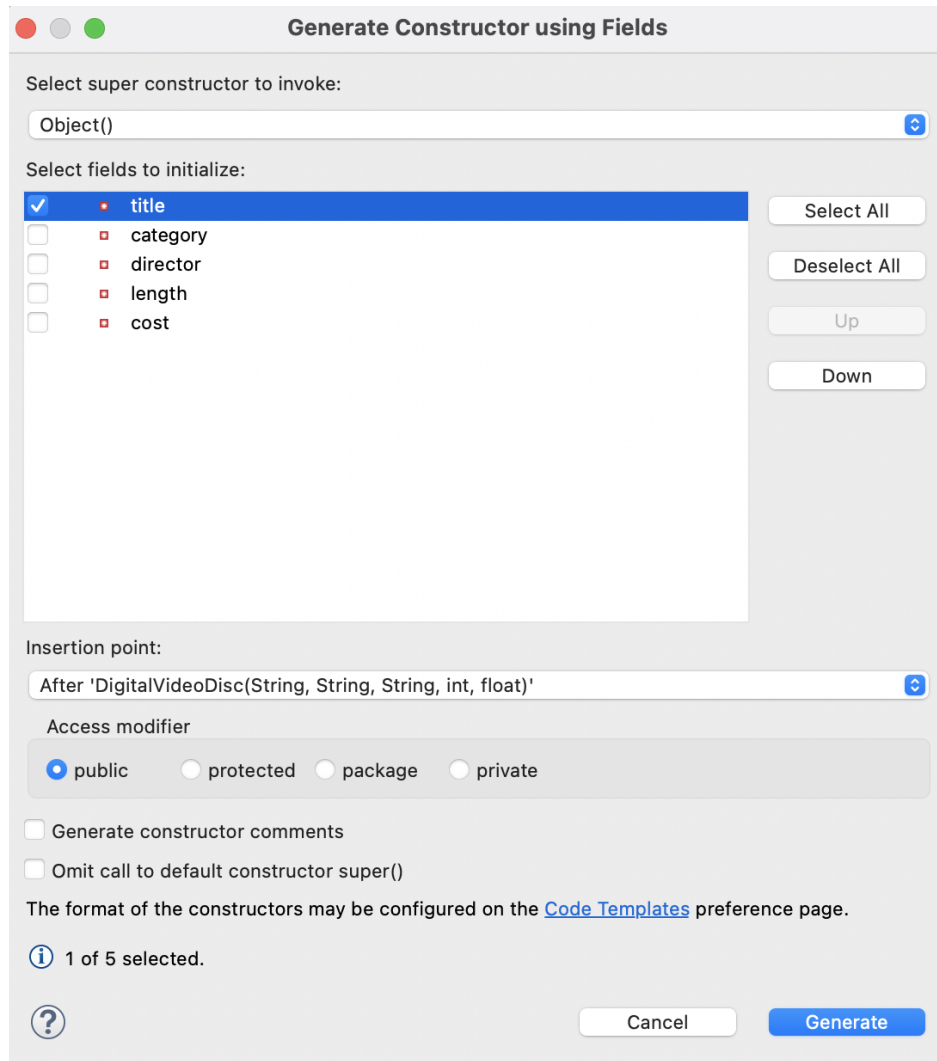 Generate Constructor using Fields
Select super constructor to invoke:
Object()
Select fields to initialize:
title
category
director
length
cost
Select All
Deselect All
Up
Down
Insertion point:
After 'DigitalVideoDisc(String, String, String, int, float)'
Access modifier
public protected package private
Generate constructor comments
Omit call to default constructor super()
The format of the constructors may be configured on the Code Templates preference page.
1 of 5 selected.
Cancel Generate